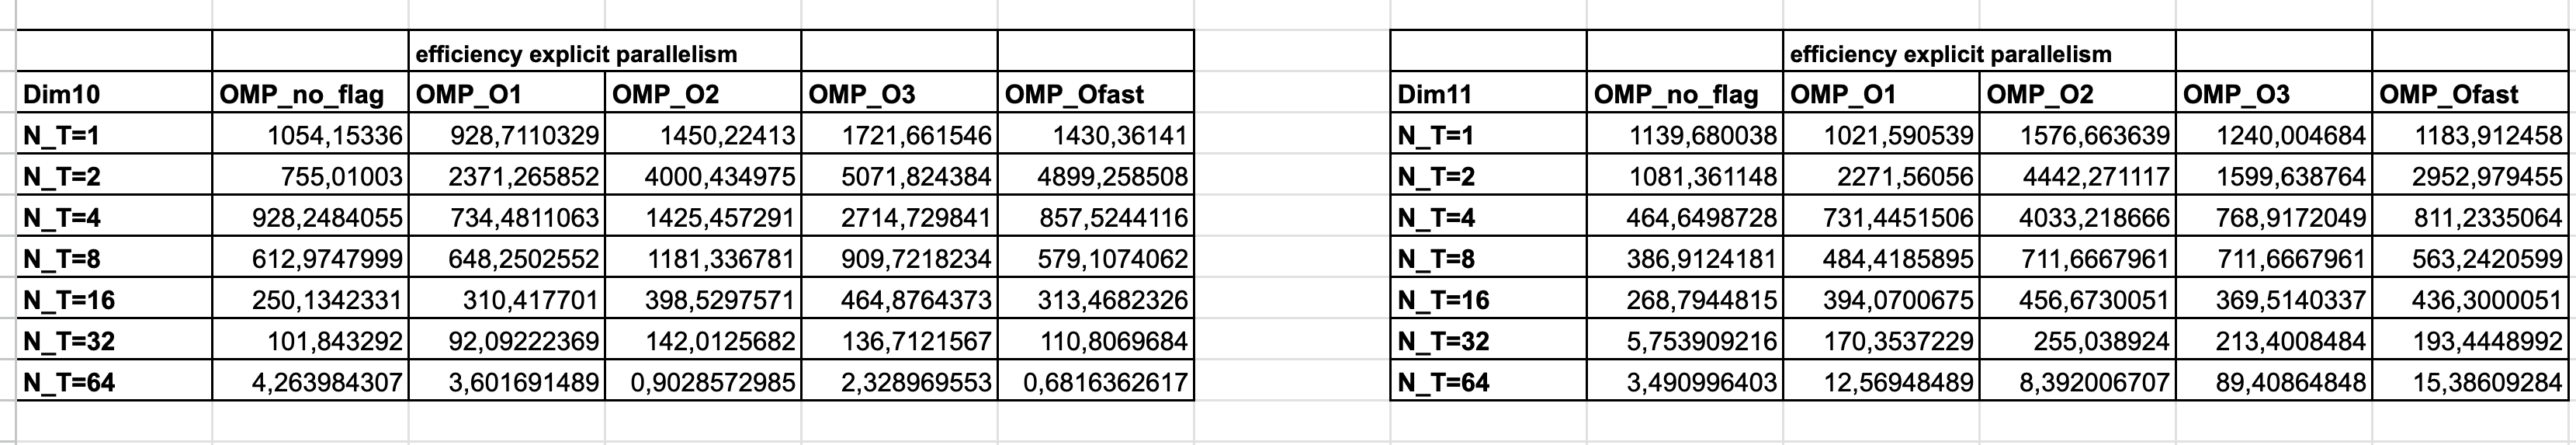 efficiency explicit parallelism
Dim10 OMP_no_flag OMP_O1 OMP_O2 OMP_O3 OMP_Ofast
N_T=1 1054,15336 928,7110329 1450,22413 1721,661546 1430,36141
N_T=2 755,01003 2371,265852 4000,434975 5071,824384 4899,258508
N_T=4 928,2484055 734,4811063 1425,457291 2714,729841 857,5244116
N_T=8 612,9747999 648,2502552 1181,336781 909,7218234 579,1074062
N_T=16 250,1342331 310,417701 398,5297571 464,8764373 313,4682326
N_T=32 101,843292 92,09222369 142,0125682 136,7121567 110,8069684
N_T=64 4,263984307 3,601691489 0,9028572985 2,328969553 0,6816362617
efficiency explicit parallelism
Dim11 OMP_no_flag OMP_O1 OMP_O2 OMP_O3 OMP_Ofast
N_T=1 1139,680038 1021,590539 1576,663639 1240,004684 1183,912458
N_T=2 1081,361148 2271,56056 4442,271117 1599,638764 2952,979455
N_T=4 464,6498728 731,4451506 4033,218666 768,9172049 811,2335064
N_T=8 386,9124181 484,4185895 711,6667961 711,6667961 563,2420599
N_T=16 268,7944815 394,0700675 456,6730051 369,5140337 436,3000051
N_T=32 5,753909216 170,3537229 255,038924 213,4008484 193,4448992
N_T=64 3,490996403 12,56948489 8,392006707 89,40864848 15,38609284